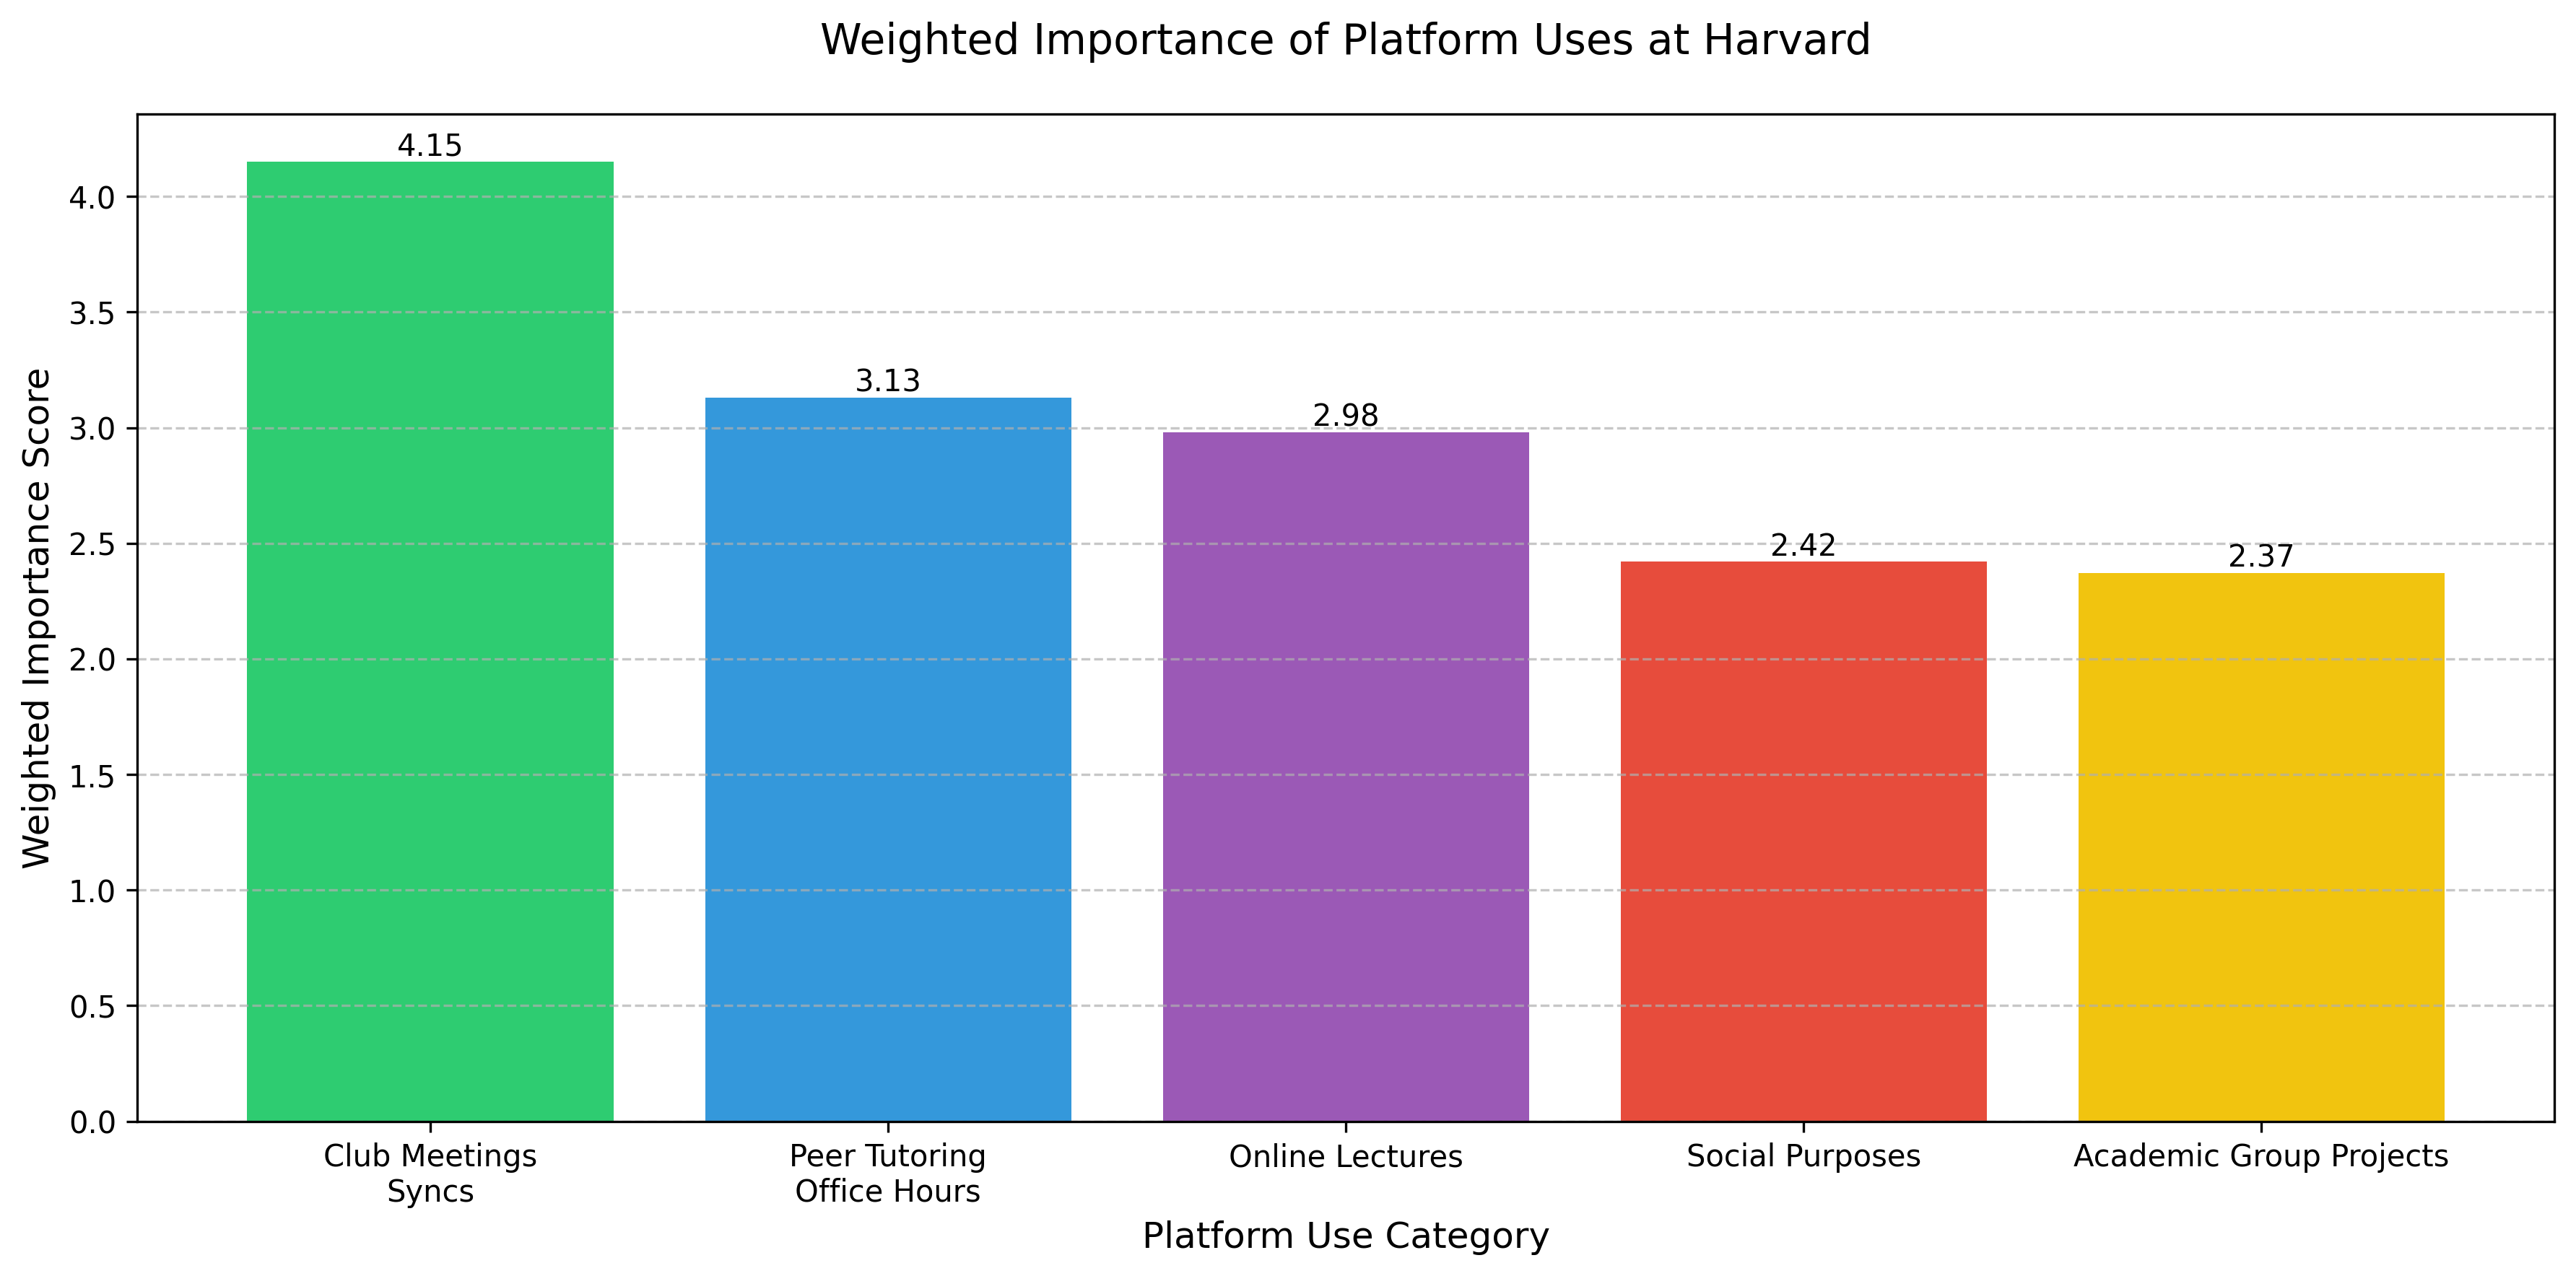 Weighted Importance of Platform Uses at Harvard
Weighted Importance Score
4.0
3.5
3.0
2.5
2.0
1.5
1.0
0.5
0.0
4.15
3.13
2.98
2.42
2.37
Club Meetings
Syncs
Peer Tutoring
Office Hours
Online Lectures
Social Purposes
Academic Group Projects
Platform Use Category